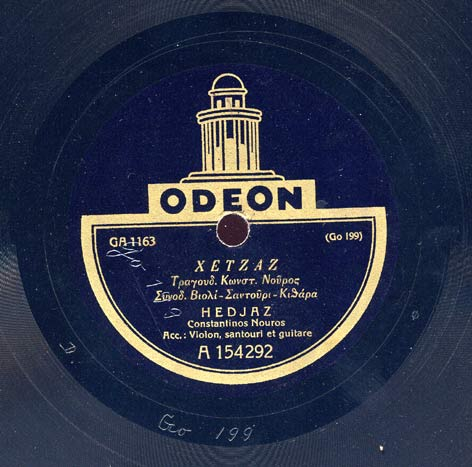 ODEON
GA 1163
(Go 199)
ΧΕΤΖΑΖ
Τραγουδ. Κωνστ. Νοῦρος
Συνοδ. Βιολί-Σαντοῦρι-Κιθάρα
HEDJAZ
Constantinos Nouros
Acc.: Violon, santouri et guitare
A 154292
Go 199